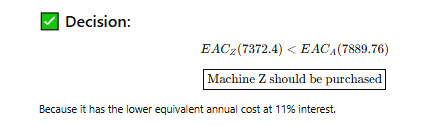 ✅ Decision:
EAC_Z(7372.4) < EAC_A(7889.76)
Machine Z should be purchased
Because it has the lower equivalent annual cost at 11% interest.